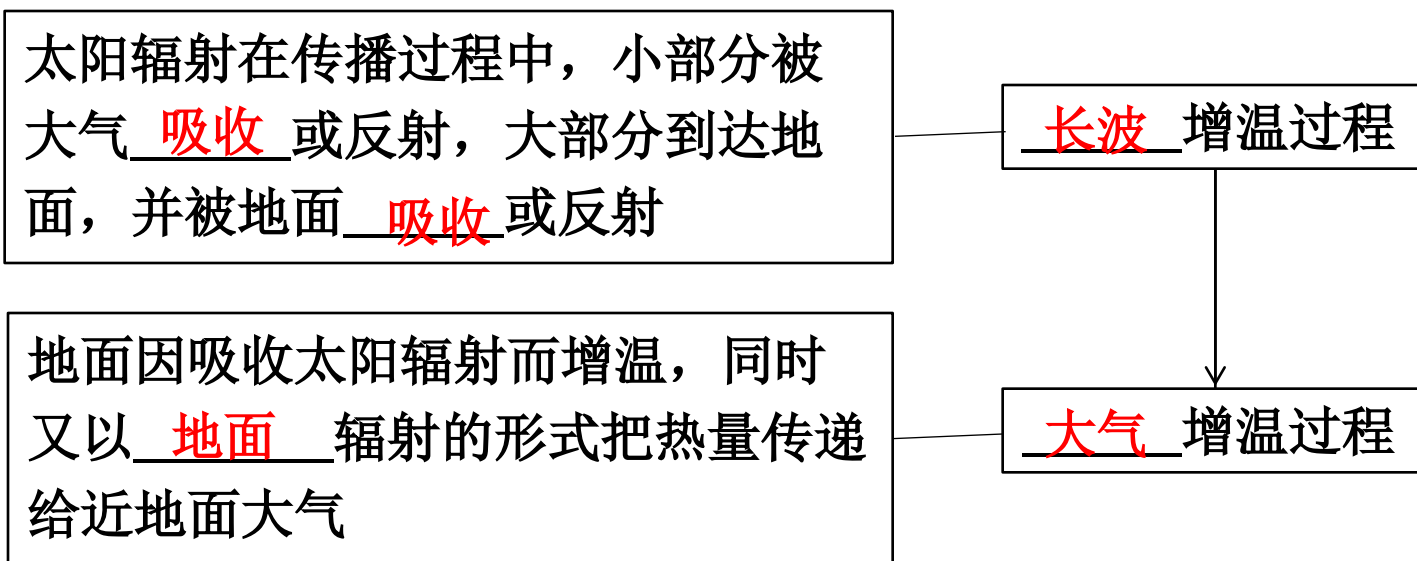 太阳辐射在传播过程中，小部分被
大气 吸收 或反射，大部分到达地
面，并被地面 吸收 或反射
长波 增温过程
地面因吸收太阳辐射而增温，同时
又以 地面 辐射的形式把热量传递
给近地面大气
大气 增温过程